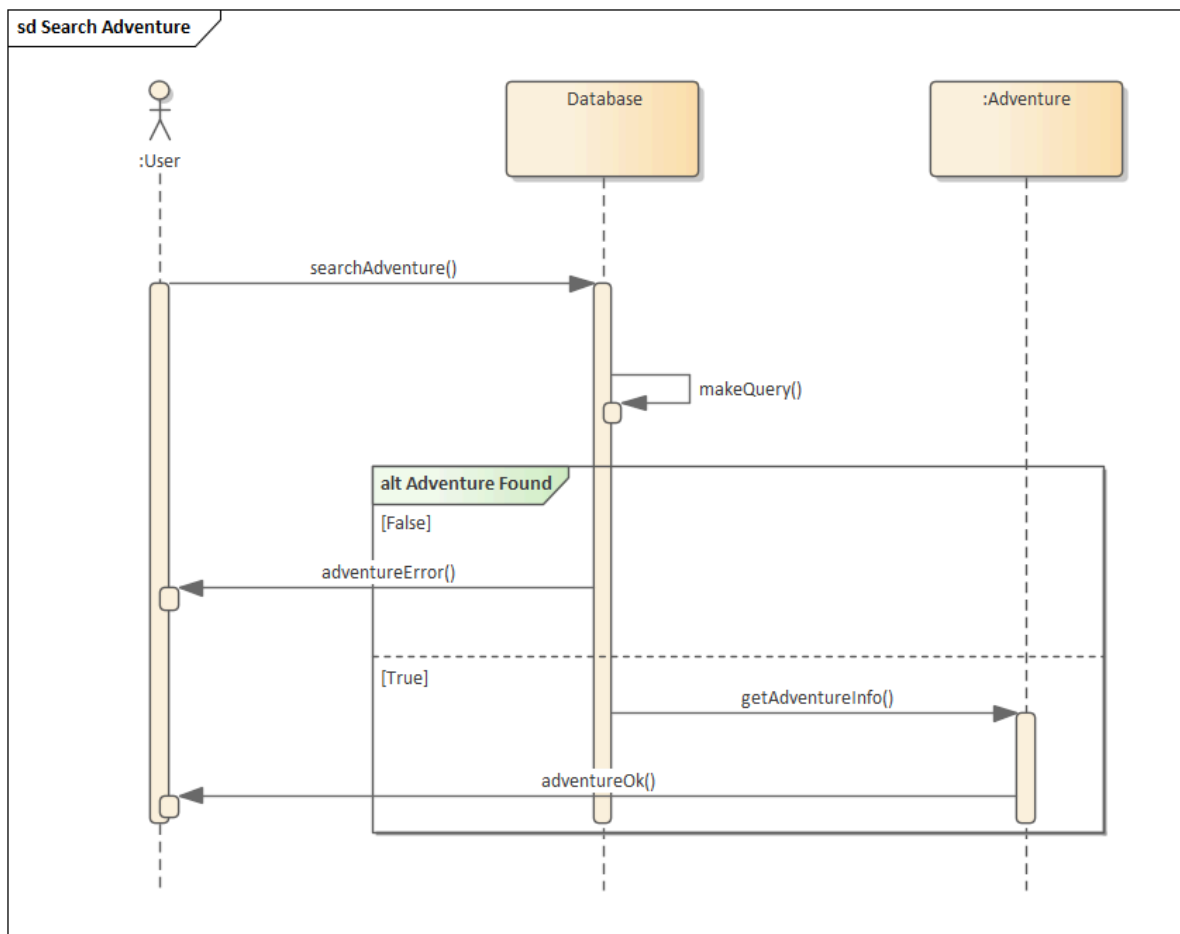 sd Search Adventure
:User
Database
:Adventure
searchAdventure()
makeQuery()
alt Adventure Found
[False]
adventureError()
[True]
getAdventureInfo()
adventureOk()